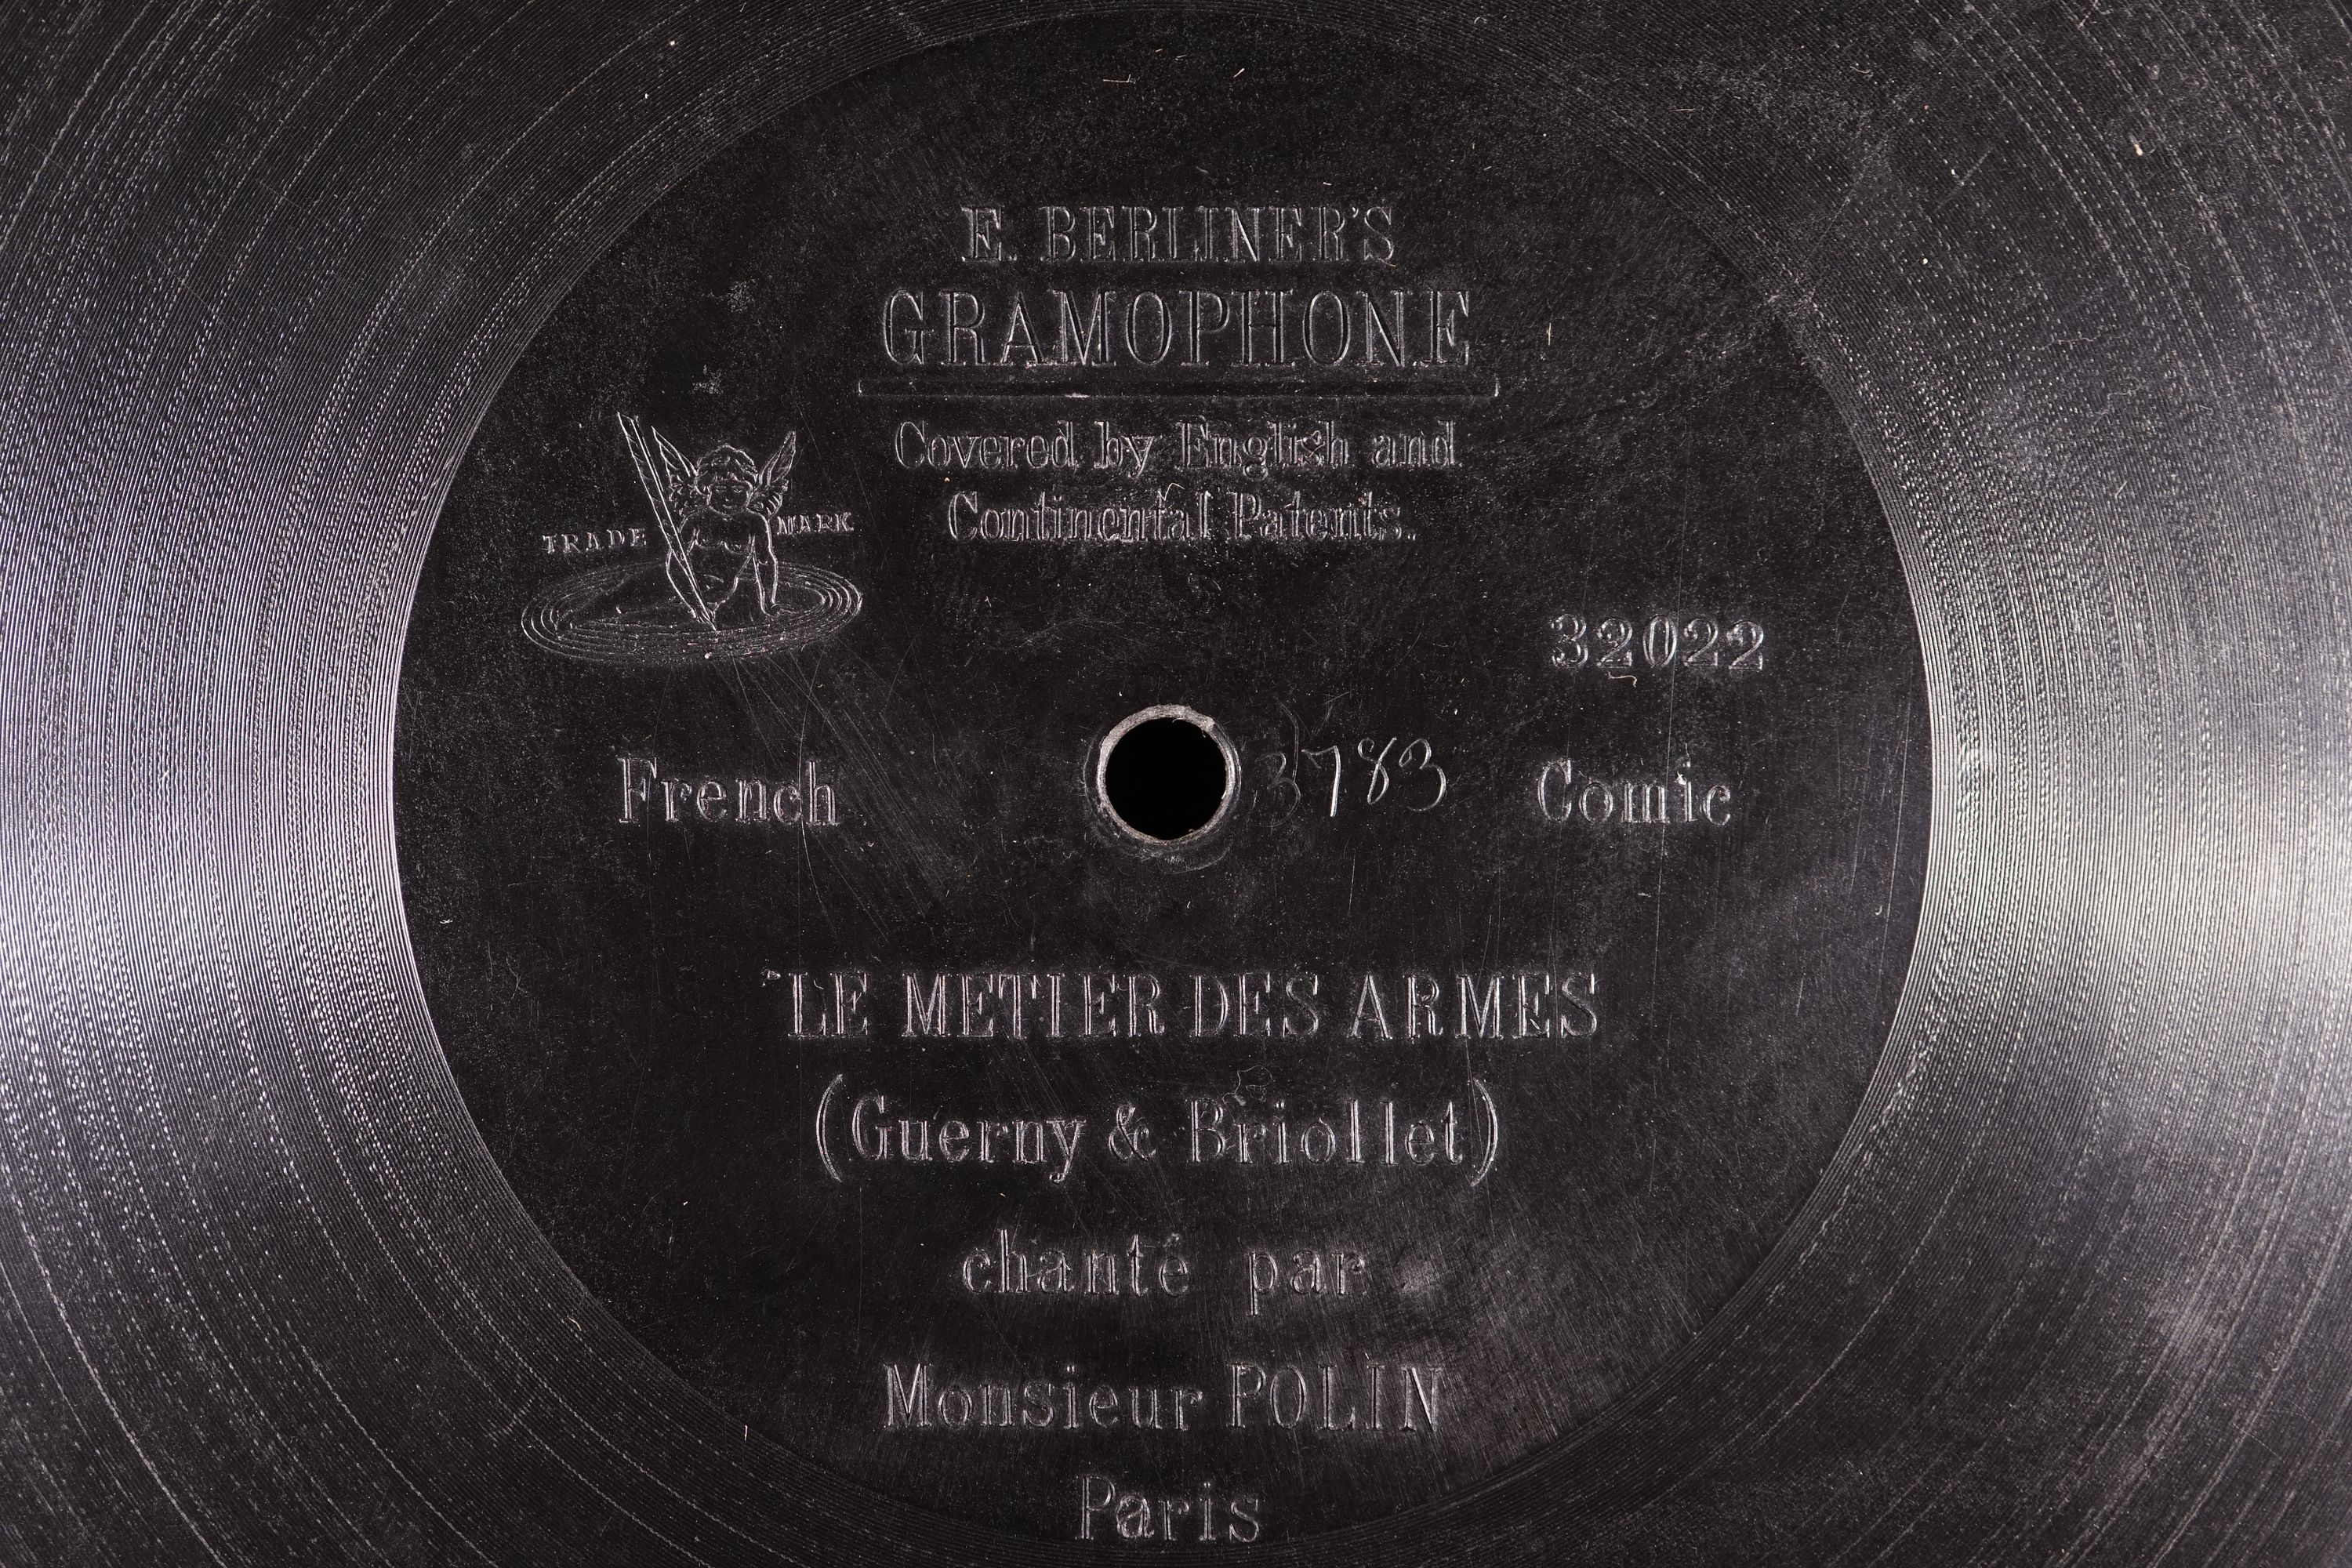 E. BERLINER'S
GRAMOPHONE
Covered by English and
Continental Patents.
TRADE MARK
32022
French 3783 Comic
LE METIER DES ARMES
(Guerny & Briollet)
chanté par
Monsieur POLIN
Paris